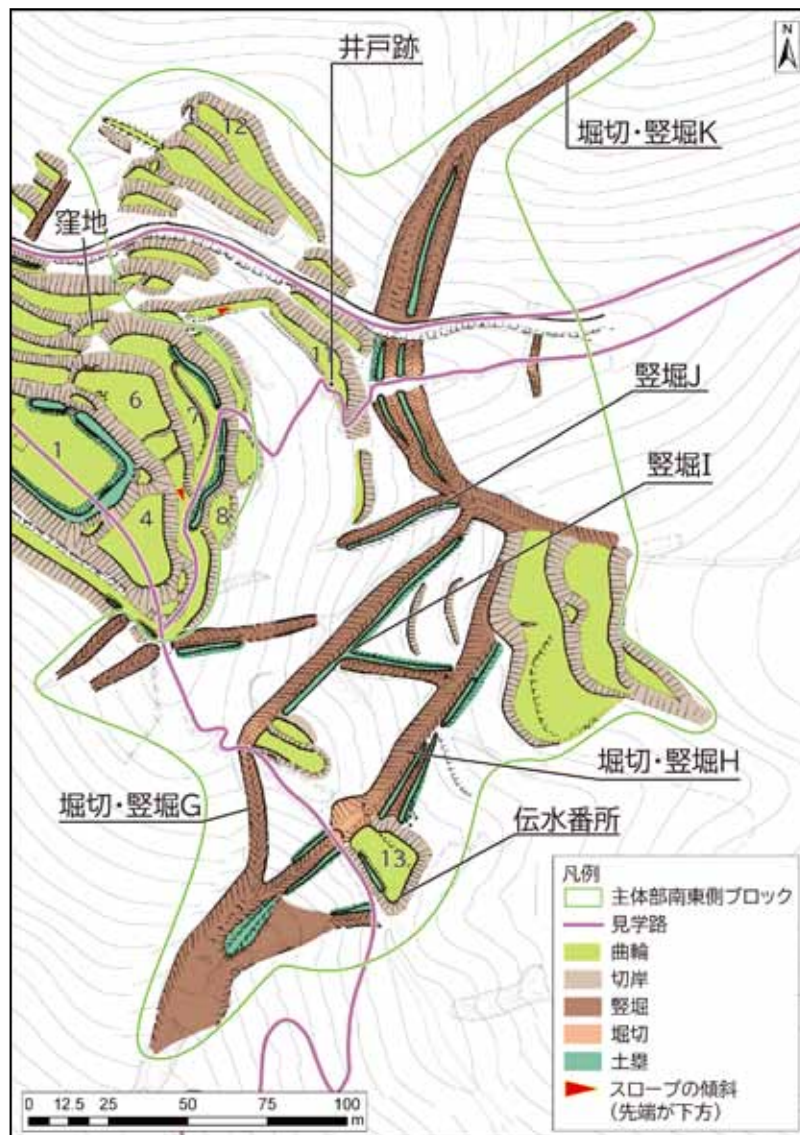 N
井戸跡
堀切・竪堀K
12
窪地
11
竪堀J
6
7
1
竪堀I
4
8
堀切・竪堀H
堀切・竪堀G
伝水番所
13
凡例
主体部南東側ブロック
見学路
曲輪
切岸
竪堀
堀切
土塁
スロープの傾斜
(先端が下方)
0 12.5 25 50 75 100
m